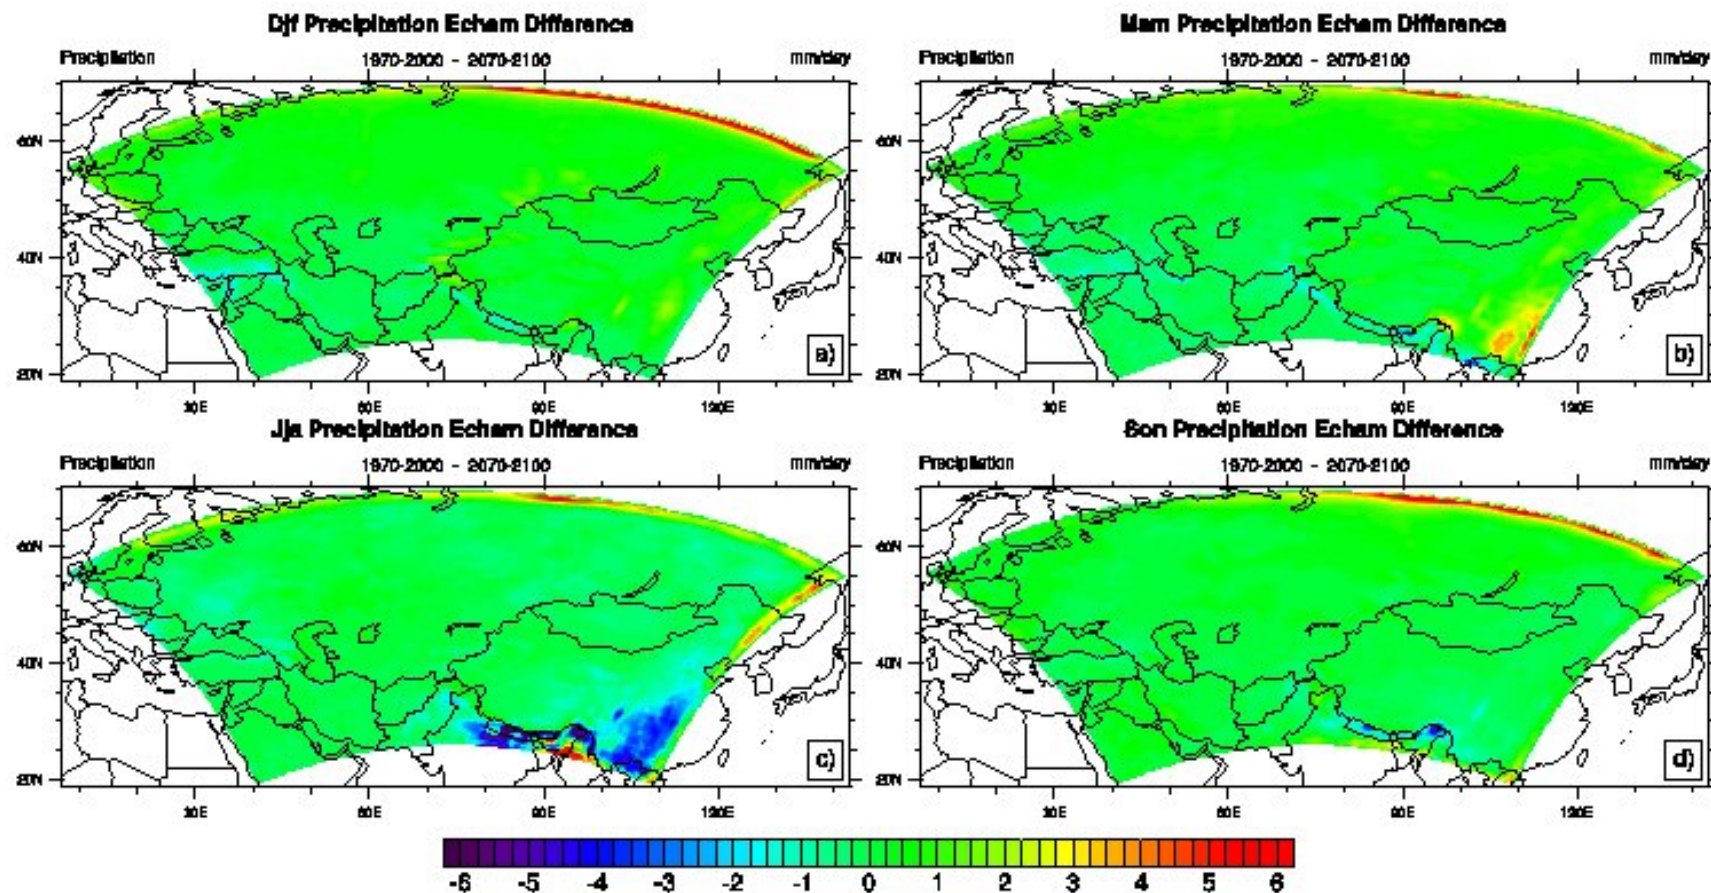 Djf Precipitation Echam Difference
Precipitation 1970-2000 - 2070-2100 mm/day
60N
40N
20N
a)
30E 60E 90E 120E
Mam Precipitation Echam Difference
Precipitation 1970-2000 - 2070-2100 mm/day
60N
40N
20N
b)
30E 60E 90E 120E
Jja Precipitation Echam Difference
Precipitation 1970-2000 - 2070-2100 mm/day
60N
40N
20N
c)
30E 60E 90E 120E
Son Precipitation Echam Difference
Precipitation 1970-2000 - 2070-2100 mm/day
60N
40N
20N
d)
30E 60E 90E 120E
-6 -5 -4 -3 -2 -1 0 1 2 3 4 5 6